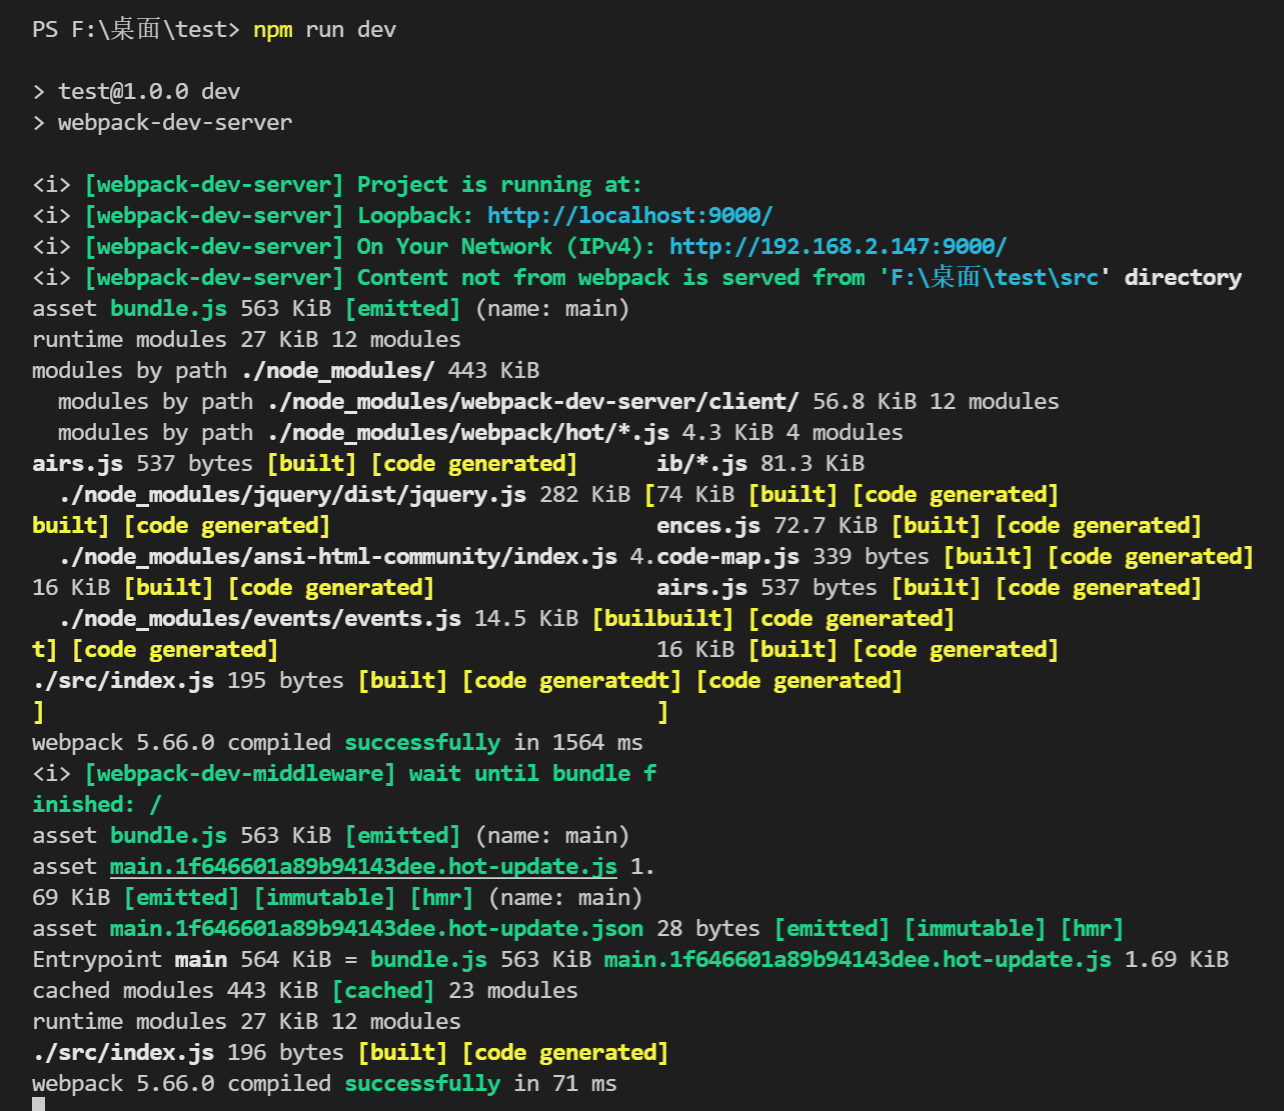 PS F:\桌面\test> npm run dev
> test@1.0.0 dev
> webpack-dev-server
<i> [webpack-dev-server] Project is running at:
<i> [webpack-dev-server] Loopback: http://localhost:9000/
<i> [webpack-dev-server] On Your Network (IPv4): http://192.168.2.147:9000/
<i> [webpack-dev-server] Content not from webpack is served from 'F:\桌面\test\src' directory
asset bundle.js 563 KiB [emitted] (name: main)
runtime modules 27 KiB 12 modules
modules by path ./node_modules/ 443 KiB
  modules by path ./node_modules/webpack-dev-server/client/ 56.8 KiB 12 modules
  modules by path ./node_modules/webpack/hot/*.js 4.3 KiB 4 modules
airs.js 537 bytes [built] [code generated]      ib/*.js 81.3 KiB
  ./node_modules/jquery/dist/jquery.js 282 KiB [74 KiB [built] [code generated]
built] [code generated]                         ences.js 72.7 KiB [built] [code generated]
  ./node_modules/ansi-html-community/index.js 4.code-map.js 339 bytes [built] [code generated]
16 KiB [built] [code generated]                 airs.js 537 bytes [built] [code generated]
  ./node_modules/events/events.js 14.5 KiB [builbuilt] [code generated]
t] [code generated]                             16 KiB [built] [code generated]
./src/index.js 195 bytes [built] [code generatedt] [code generated]
]                                               ]
webpack 5.66.0 compiled successfully in 1564 ms
<i> [webpack-dev-middleware] wait until bundle f
inished: /
asset bundle.js 563 KiB [emitted] (name: main)
asset main.1f646601a89b94143dee.hot-update.js 1.
69 KiB [emitted] [immutable] [hmr] (name: main)
asset main.1f646601a89b94143dee.hot-update.json 28 bytes [emitted] [immutable] [hmr]
Entrypoint main 564 KiB = bundle.js 563 KiB main.1f646601a89b94143dee.hot-update.js 1.69 KiB
cached modules 443 KiB [cached] 23 modules
runtime modules 27 KiB 12 modules
./src/index.js 196 bytes [built] [code generated]
webpack 5.66.0 compiled successfully in 71 ms